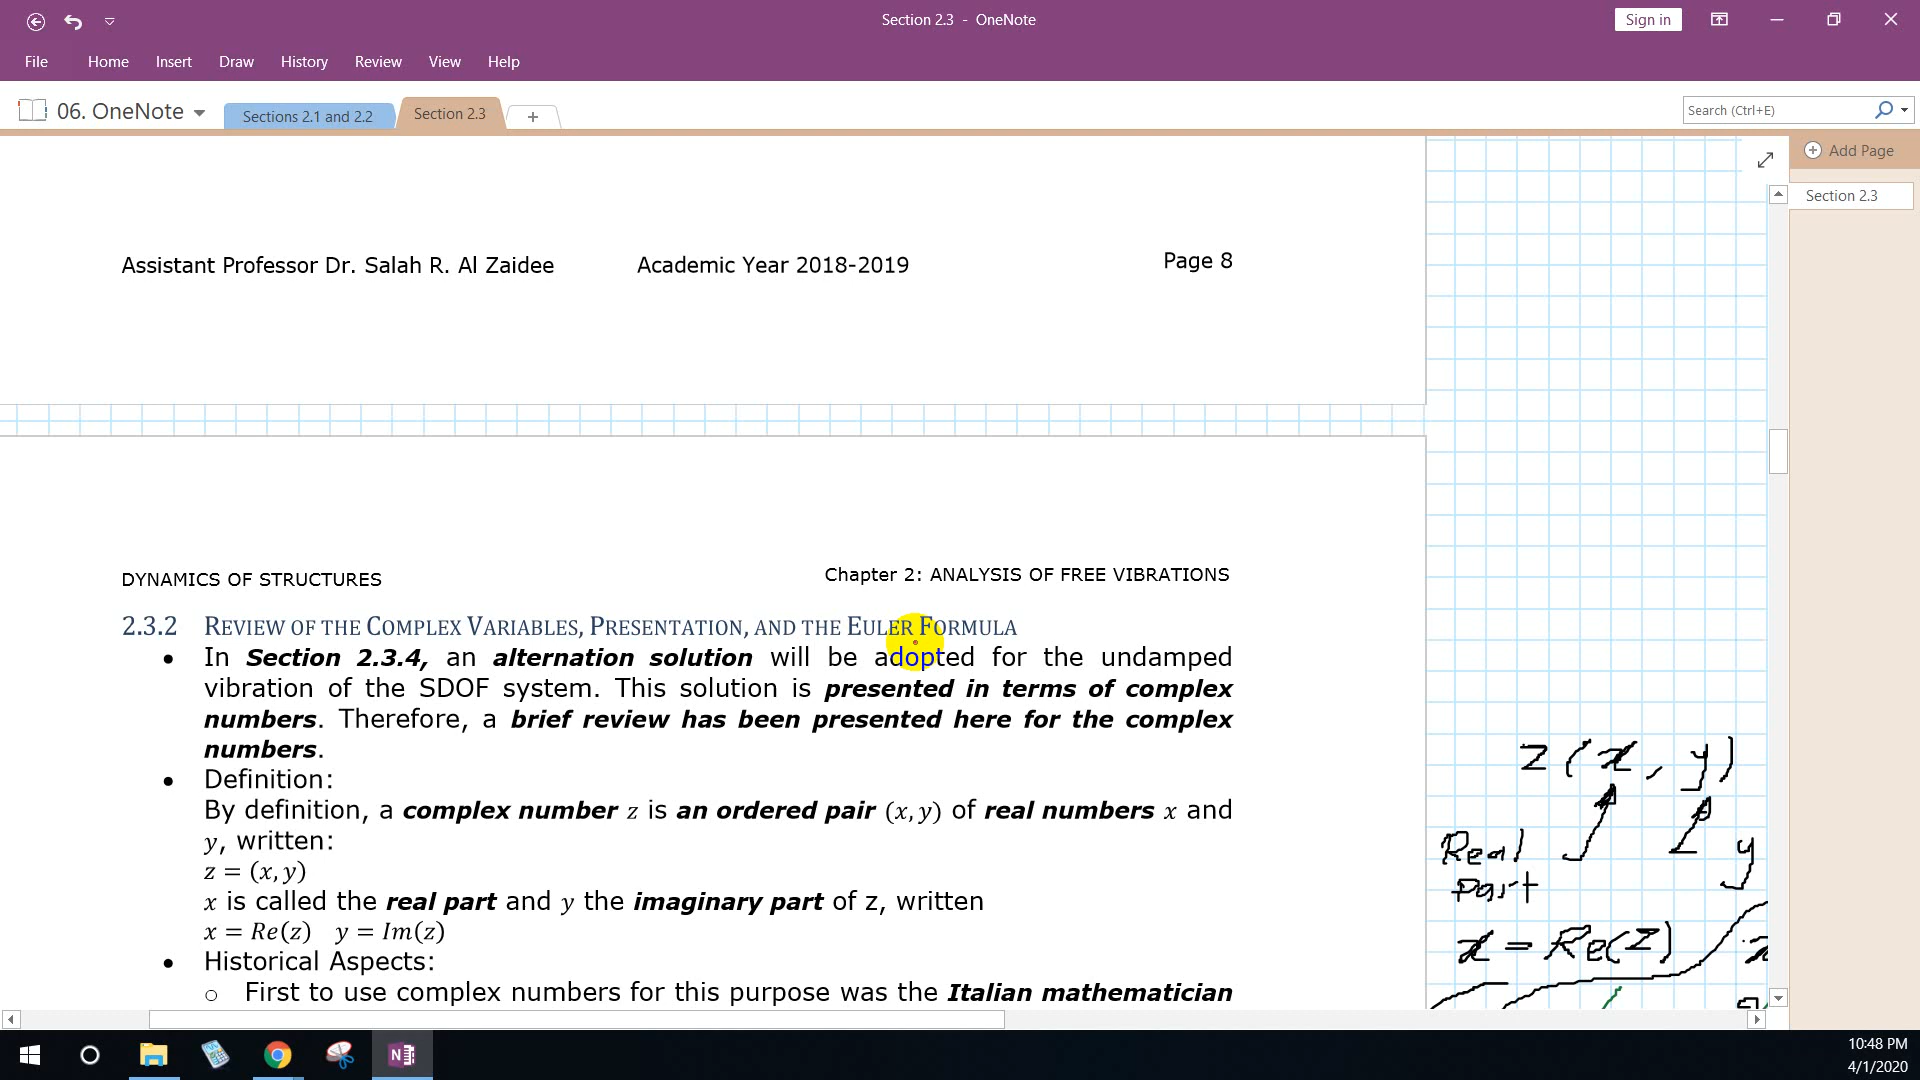 Section 2.3 - OneNote
Sign in
File Home Insert Draw History Review View Help
06. OneNote
Sections 2.1 and 2.2
Section 2.3
+
Search (Ctrl+E)
Add Page
Section 2.3
Assistant Professor Dr. Salah R. Al Zaidee Academic Year 2018-2019 Page 8
DYNAMICS OF STRUCTURES Chapter 2: ANALYSIS OF FREE VIBRATIONS
2.3.2 REVIEW OF THE COMPLEX VARIABLES, PRESENTATION, AND THE EULER FORMULA
• In Section 2.3.4, an alternation solution will be adopted for the undamped
vibration of the SDOF system. This solution is presented in terms of complex
numbers. Therefore, a brief review has been presented here for the complex
numbers.
• Definition:
By definition, a complex number z is an ordered pair (x, y) of real numbers x and
y, written:
z = (x, y)
x is called the real part and y the imaginary part of z, written
x = Re(z) y = Im(z)
• Historical Aspects:
o First to use complex numbers for this purpose was the Italian mathematician
z (x, y)
Real
part
y
x = Re(z)
10:48 PM
4/1/2020